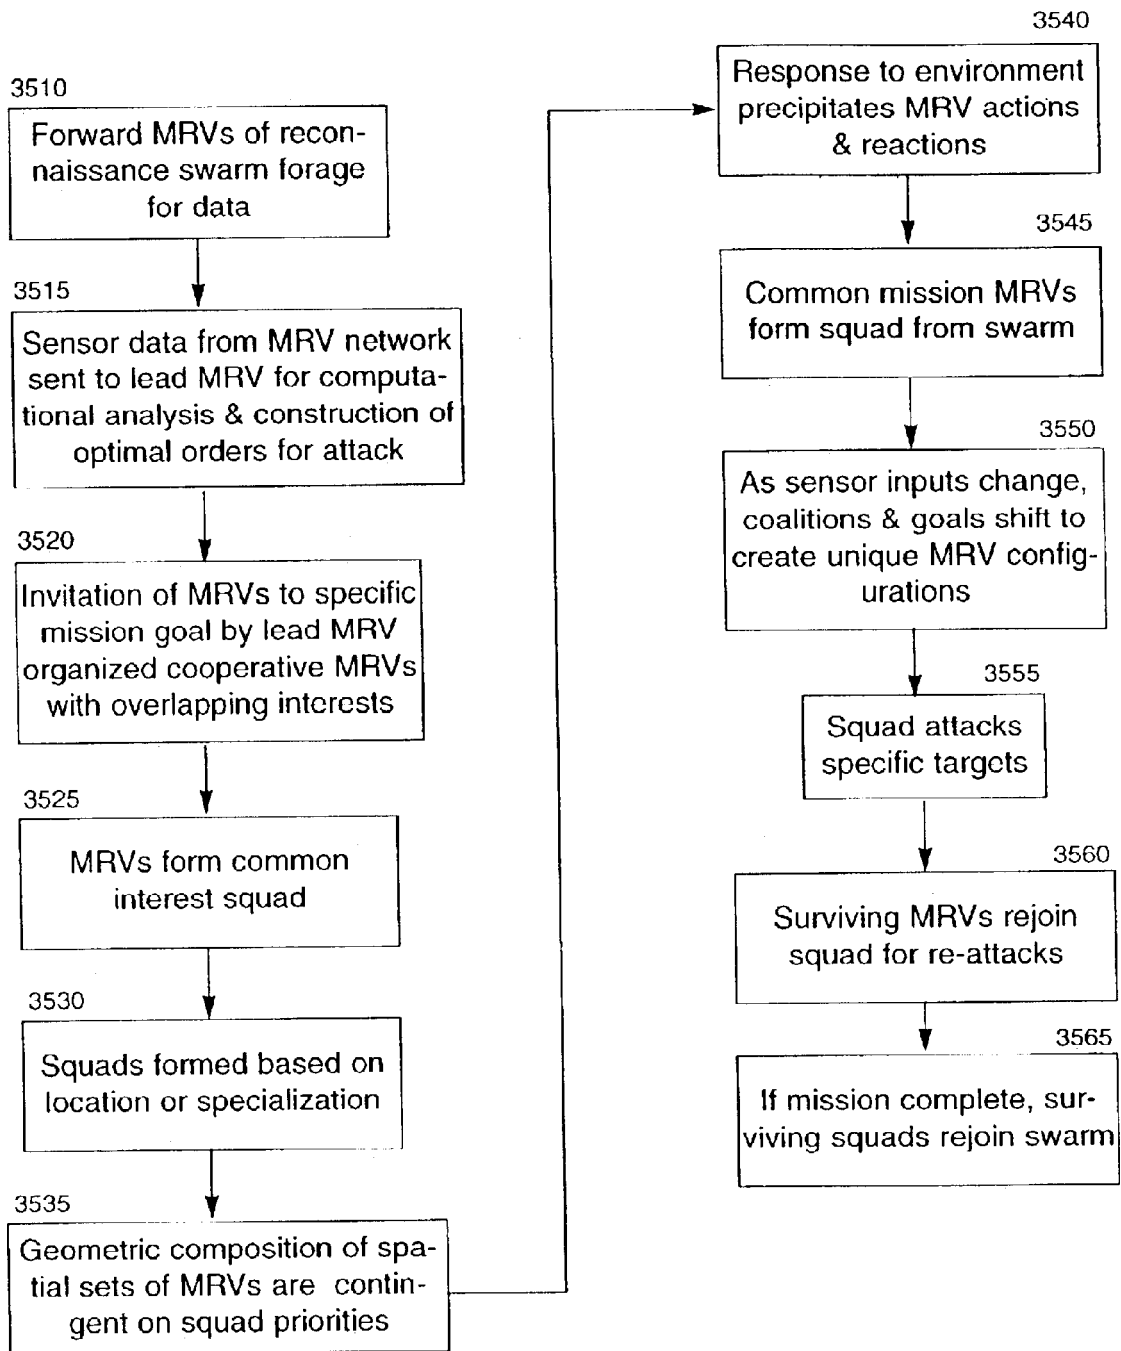 3510
Forward MRVs of recon-
naissance swarm forage
for data
3515
Sensor data from MRV network
sent to lead MRV for computa-
tional analysis & construction of
optimal orders for attack
3520
Invitation of MRVs to specific
mission goal by lead MRV
organized cooperative MRVs
with overlapping interests
3525
MRVs form common
interest squad
3530
Squads formed based on
location or specialization
3535
Geometric composition of spa-
tial sets of MRVs are contin-
gent on squad priorities
3540
Response to environment
precipitates MRV actions
& reactions
3545
Common mission MRVs
form squad from swarm
3550
As sensor inputs change,
coalitions & goals shift to
create unique MRV config-
urations
3555
Squad attacks
specific targets
3560
Surviving MRVs rejoin
squad for re-attacks
3565
If mission complete, sur-
viving squads rejoin swarm